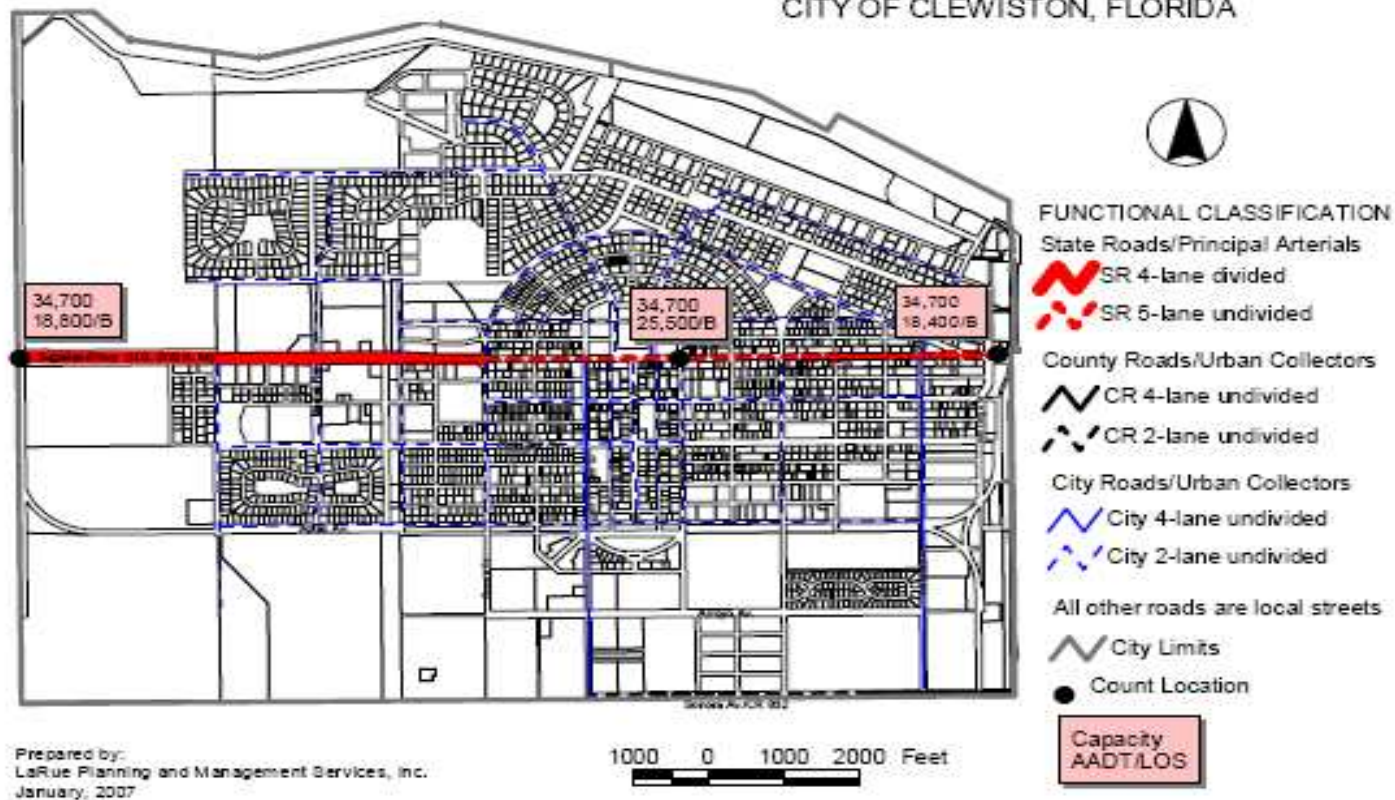 CITY OF CLEWISTON, FLORIDA
FUNCTIONAL CLASSIFICATION
State Roads/Principal Arterials
SR 4-lane divided
SR 5-lane undivided
County Roads/Urban Collectors
CR 4-lane undivided
CR 2-lane undivided
City Roads/Urban Collectors
City 4-lane undivided
City 2-lane undivided
All other roads are local streets
City Limits
Count Location
Capacity
AADT/LOS
34,700
18,800/B
34,700
25,500/B
34,700
18,400/B
1000 0 1000 2000 Feet
Prepared by:
LaRue Planning and Management Services, Inc.
January, 2007